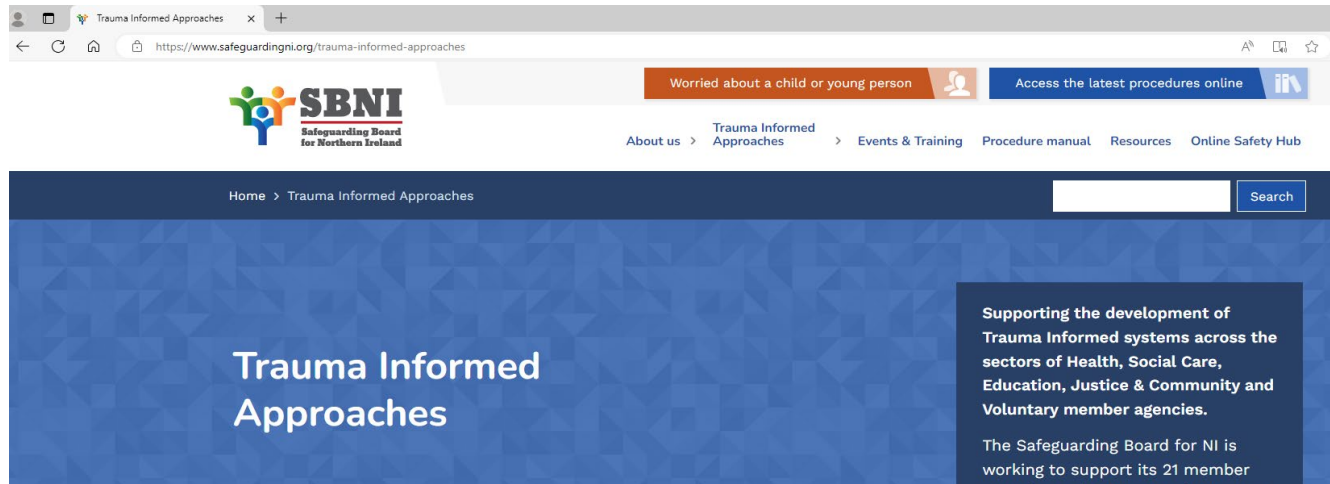 Trauma Informed Approaches
https://www.safeguardingni.org/trauma-informed-approaches
SBNI
Safeguarding Board
for Northern Ireland
Worried about a child or young person
Access the latest procedures online
About us > Trauma Informed Approaches > Events & Training Procedure manual Resources Online Safety Hub
Home > Trauma Informed Approaches
Search
Trauma Informed
Approaches
Supporting the development of
Trauma Informed systems across the
sectors of Health, Social Care,
Education, Justice & Community and
Voluntary member agencies.
The Safeguarding Board for NI is
working to support its 21 member